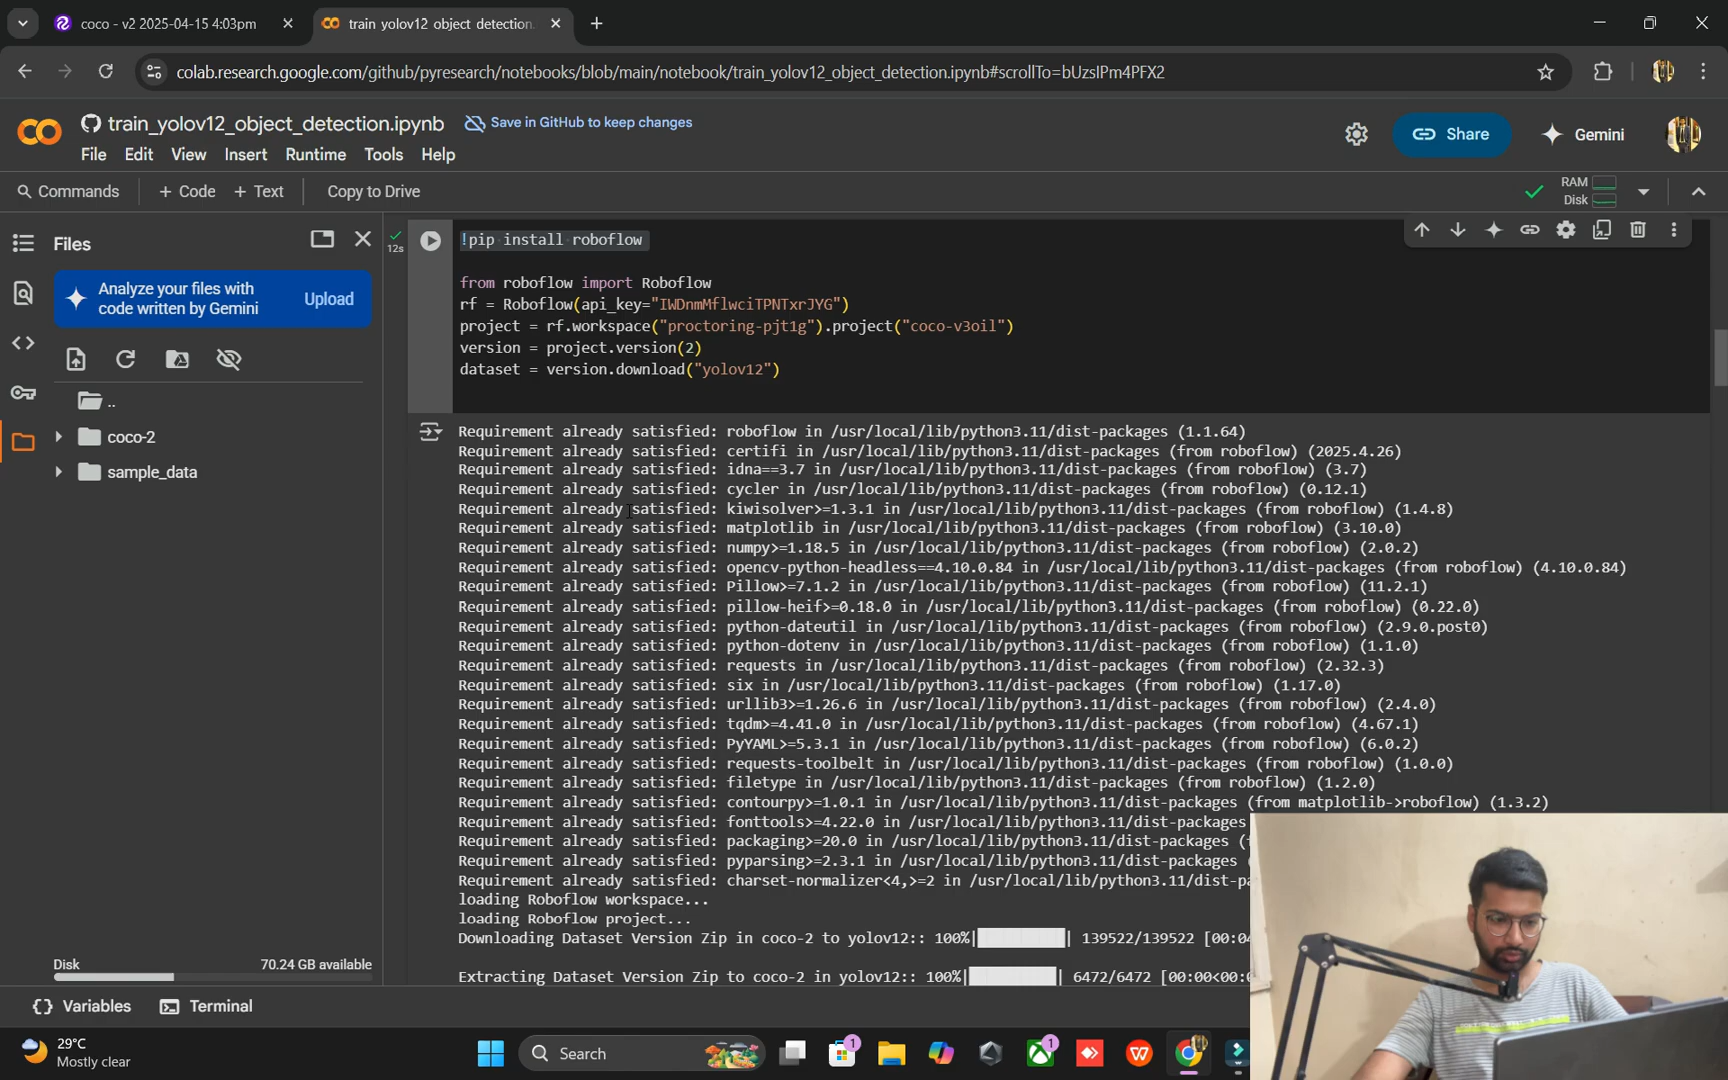 coco - v2 2025-04-15 4:03pm
train yolov12 object detection.
colab.research.google.com/github/pyresearch/notebooks/blob/main/notebook/train_yolov12_object_detection.ipynb#scrollTo=bUzsIPm4PFX2
train_yolov12_object_detection.ipynb
Save in GitHub to keep changes
Share
Gemini
File Edit View Insert Runtime Tools Help
Commands
+ Code + Text
Copy to Drive
RAM
Disk
Files
Analyze your files with
code written by Gemini
Upload
..
coco-2
sample_data
Disk
70.24 GB available
12s
!pip install roboflow
from roboflow import Roboflow
rf = Roboflow(api_key="IWDnmMflwciTPNTxrJYG")
project = rf.workspace("proctoring-pjt1g").project("coco-v3oil")
version = project.version(2)
dataset = version.download("yolov12")
Requirement already satisfied: roboflow in /usr/local/lib/python3.11/dist-packages (1.1.64)
Requirement already satisfied: certifi in /usr/local/lib/python3.11/dist-packages (from roboflow) (2025.4.26)
Requirement already satisfied: idna==3.7 in /usr/local/lib/python3.11/dist-packages (from roboflow) (3.7)
Requirement already satisfied: cycler in /usr/local/lib/python3.11/dist-packages (from roboflow) (0.12.1)
Requirement already satisfied: kiwisolver>=1.3.1 in /usr/local/lib/python3.11/dist-packages (from roboflow) (1.4.8)
Requirement already satisfied: matplotlib in /usr/local/lib/python3.11/dist-packages (from roboflow) (3.10.0)
Requirement already satisfied: numpy>=1.18.5 in /usr/local/lib/python3.11/dist-packages (from roboflow) (2.0.2)
Requirement already satisfied: opencv-python-headless==4.10.0.84 in /usr/local/lib/python3.11/dist-packages (from roboflow) (4.10.0.84)
Requirement already satisfied: Pillow>=7.1.2 in /usr/local/lib/python3.11/dist-packages (from roboflow) (11.2.1)
Requirement already satisfied: pillow-heif>=0.18.0 in /usr/local/lib/python3.11/dist-packages (from roboflow) (0.22.0)
Requirement already satisfied: python-dateutil in /usr/local/lib/python3.11/dist-packages (from roboflow) (2.9.0.post0)
Requirement already satisfied: python-dotenv in /usr/local/lib/python3.11/dist-packages (from roboflow) (1.1.0)
Requirement already satisfied: requests in /usr/local/lib/python3.11/dist-packages (from roboflow) (2.32.3)
Requirement already satisfied: six in /usr/local/lib/python3.11/dist-packages (from roboflow) (1.17.0)
Requirement already satisfied: urllib3>=1.26.6 in /usr/local/lib/python3.11/dist-packages (from roboflow) (2.4.0)
Requirement already satisfied: tqdm>=4.41.0 in /usr/local/lib/python3.11/dist-packages (from roboflow) (4.67.1)
Requirement already satisfied: PyYAML>=5.3.1 in /usr/local/lib/python3.11/dist-packages (from roboflow) (6.0.2)
Requirement already satisfied: requests-toolbelt in /usr/local/lib/python3.11/dist-packages (from roboflow) (1.0.0)
Requirement already satisfied: filetype in /usr/local/lib/python3.11/dist-packages (from roboflow) (1.2.0)
Requirement already satisfied: contourpy>=1.0.1 in /usr/local/lib/python3.11/dist-packages (from matplotlib->roboflow) (1.3.2)
Requirement already satisfied: fonttools>=4.22.0 in /usr/local/lib/python3.11/dist-packages
Requirement already satisfied: packaging>=20.0 in /usr/local/lib/python3.11/dist-packages (f
Requirement already satisfied: pyparsing>=2.3.1 in /usr/local/lib/python3.11/dist-packages (
Requirement already satisfied: charset-normalizer<4,>=2 in /usr/local/lib/python3.11/dist-pa
loading Roboflow workspace...
loading Roboflow project...
Downloading Dataset Version Zip in coco-2 to yolov12:: 100%|██████████| 139522/139522 [00:04
Extracting Dataset Version Zip to coco-2 in yolov12:: 100%|██████████| 6472/6472 [00:00<00:0
{} Variables
Terminal
29°C
Mostly clear
Search
1
1